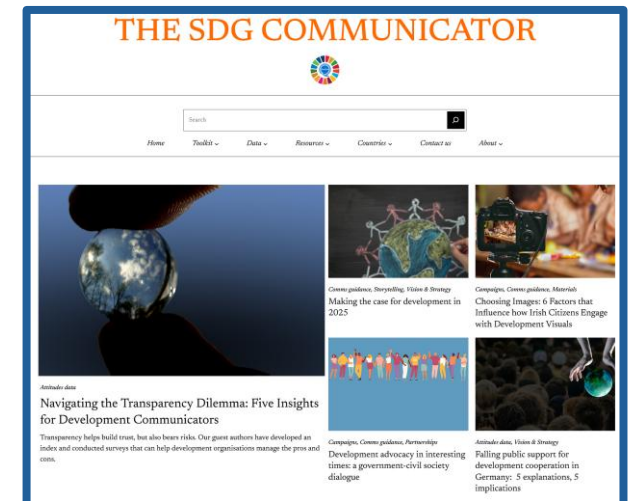 THE SDG COMMUNICATOR
Search
Home Toolkit Data Resources Countries Contact us About
Attitudes data
Navigating the Transparency Dilemma: Five Insights
for Development Communicators
Transparency helps build trust, but also bears risks. Our guest authors have developed an
index and conducted surveys that can help development organisations manage the pros and
cons.
Comms guidance, Storytelling, Vision & Strategy
Making the case for development in
2025
Campaigns, Comms guidance, Materials
Choosing Images: 6 Factors that
Influence how Irish Citizens Engage
with Development Visuals
Campaigns, Comms guidance, Partnerships
Development advocacy in interesting
times: a government-civil society
dialogue
Attitudes data, Vision & Strategy
Falling public support for
development cooperation in
Germany: 5 explanations, 5
implications